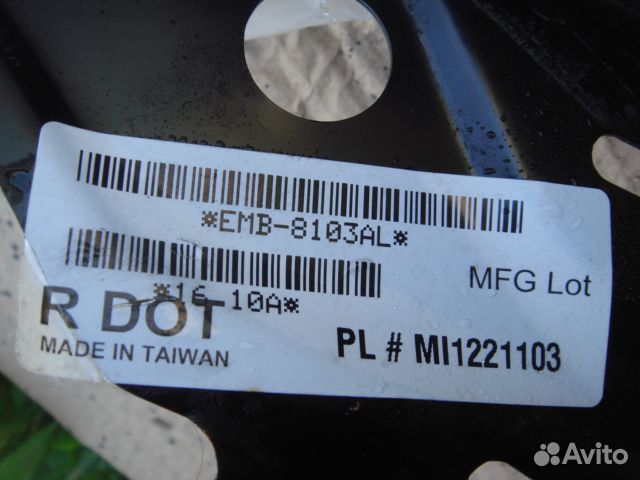 *EMB-8103AL*
*16 10A*
MFG Lot
R DOT
MADE IN TAIWAN
PL # MI1221103
Avito